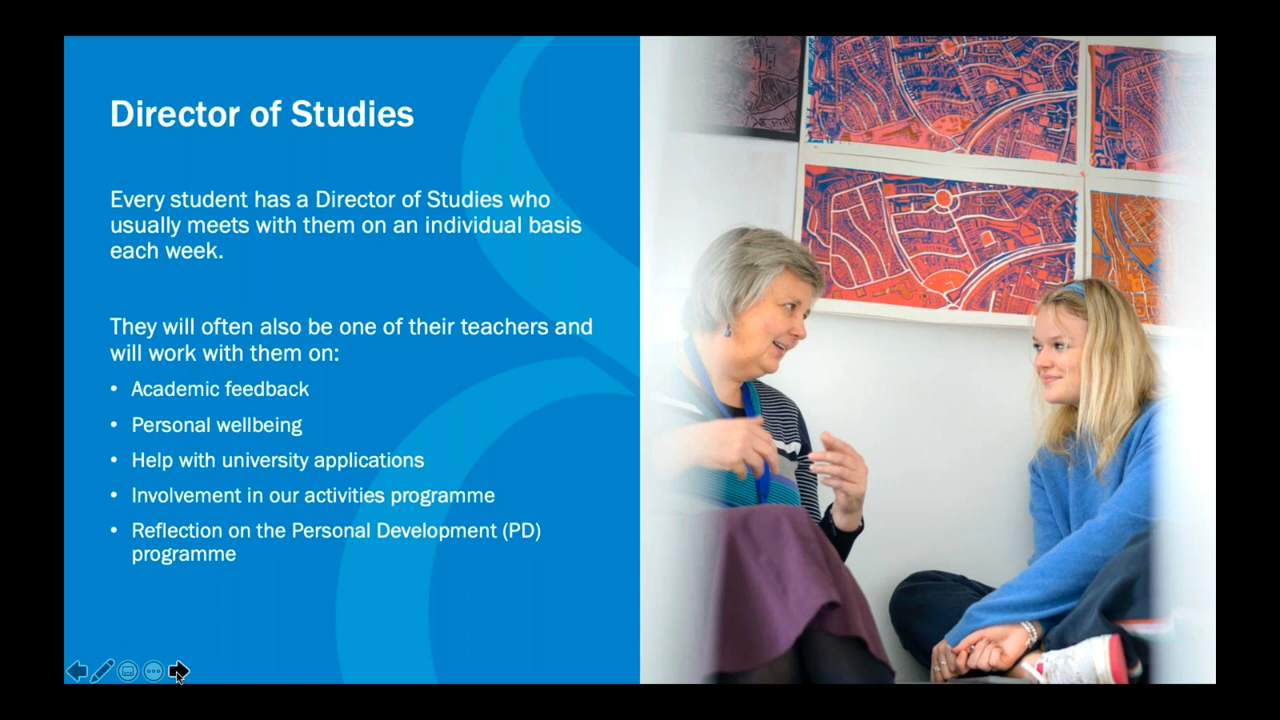 Director of Studies
Every student has a Director of Studies who
usually meets with them on an individual basis
each week.
They will often also be one of their teachers and
will work with them on:
• Academic feedback
• Personal wellbeing
• Help with university applications
• Involvement in our activities programme
• Reflection on the Personal Development (PD)
programme